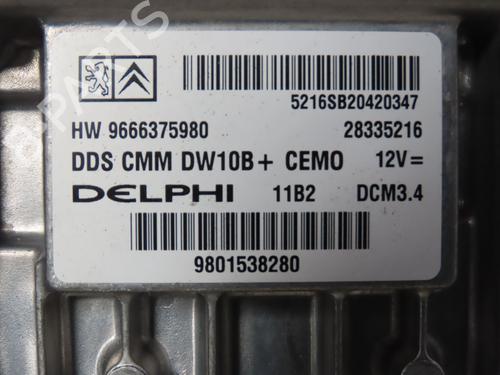 5216SB20420347
HW 9666375980 28335216
DDS CMM DW10B+ CEMO 12V=
DELPHI 11B2 DCM3.4
9801538280